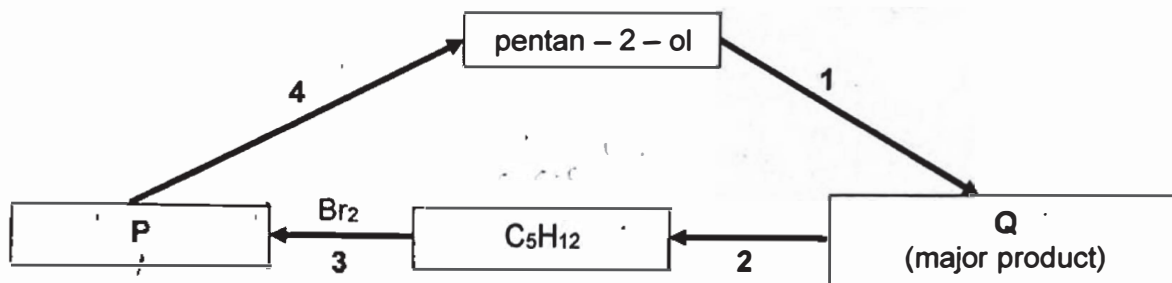 pentan – 2 – ol
4
1
P
Br₂
3
C₅H₁₂
2
Q
(major product)